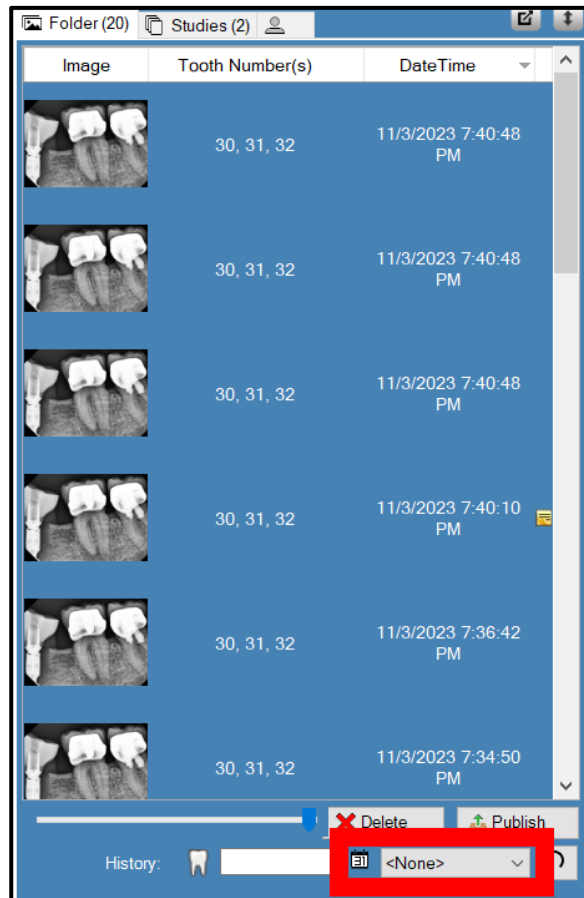 Folder (20) Studies (2)
Image Tooth Number(s) DateTime
30, 31, 32 11/3/2023 7:40:48
PM
30, 31, 32 11/3/2023 7:40:48
PM
30, 31, 32 11/3/2023 7:40:48
PM
30, 31, 32 11/3/2023 7:40:10
PM
30, 31, 32 11/3/2023 7:36:42
PM
30, 31, 32 11/3/2023 7:34:50
PM
Delete Publish
History: 31 <None>